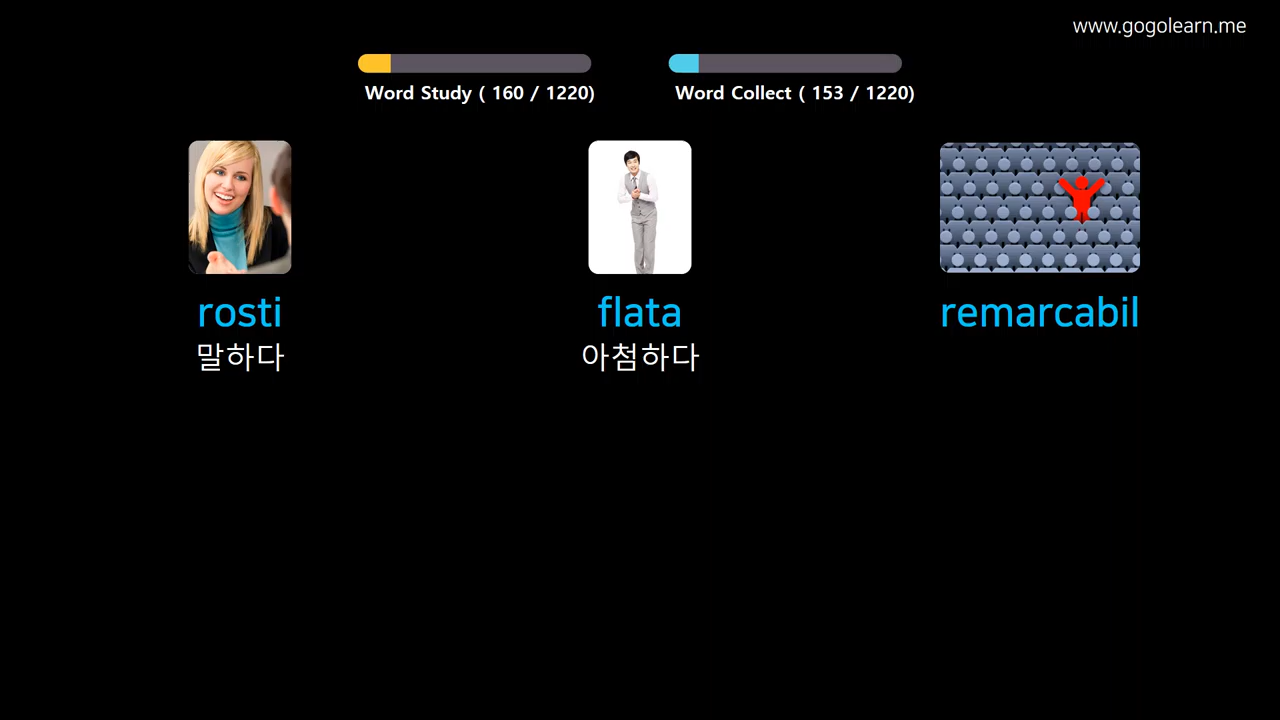 www.gogolearn.me
Word Study ( 160 / 1220)
Word Collect ( 153 / 1220)
rosti
flata
remarcabil
말하다
아첨하다